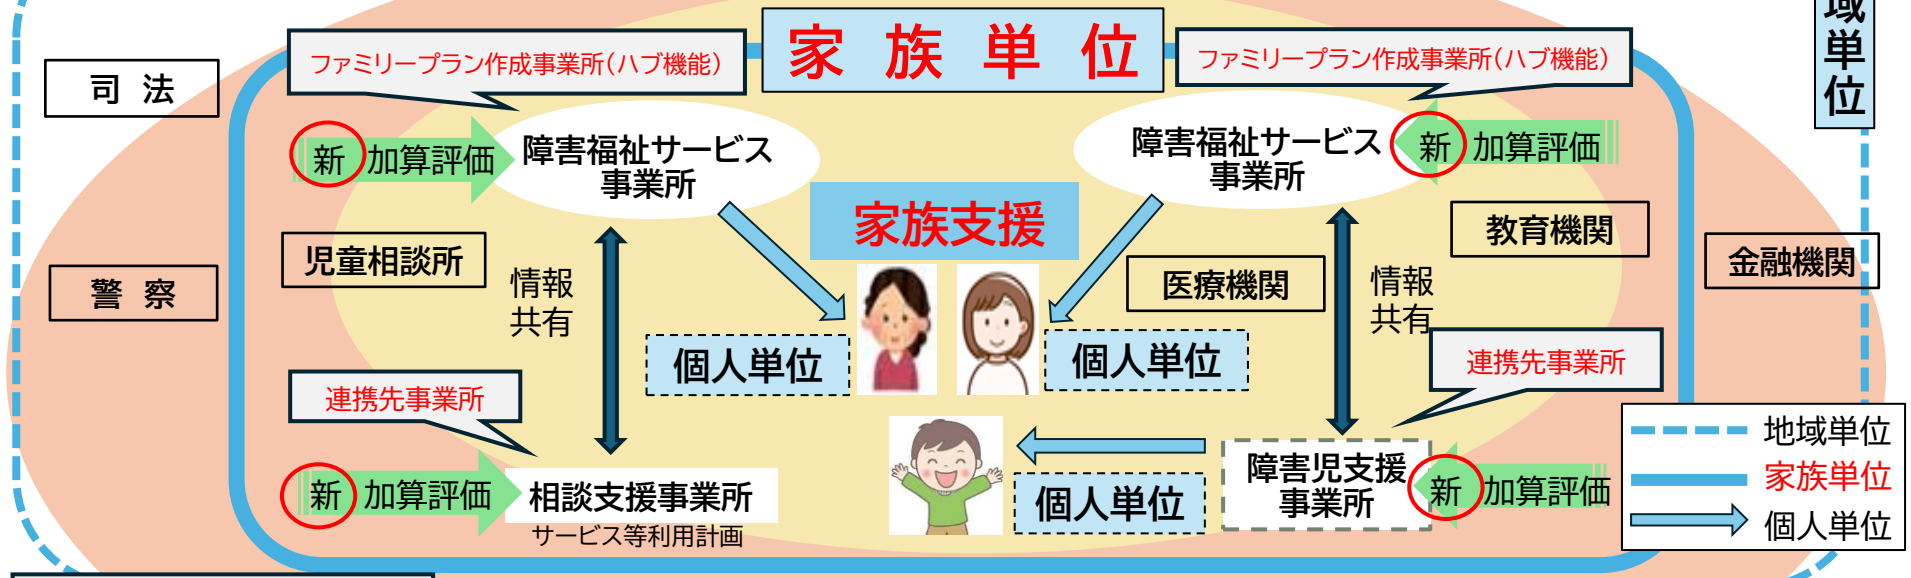 家族単位
域単位
ファミリープラン作成事業所(ハブ機能)
ファミリープラン作成事業所(ハブ機能)
司法
新 加算評価
障害福祉サービス
事業所
障害福祉サービス
事業所
新 加算評価
家族支援
児童相談所
情報
共有
医療機関
情報
共有
教育機関
金融機関
警察
個人単位
個人単位
連携先事業所
連携先事業所
新 加算評価
相談支援事業所
サービス等利用計画
個人単位
障害児支援
事業所
新 加算評価
地域単位
家族単位
個人単位